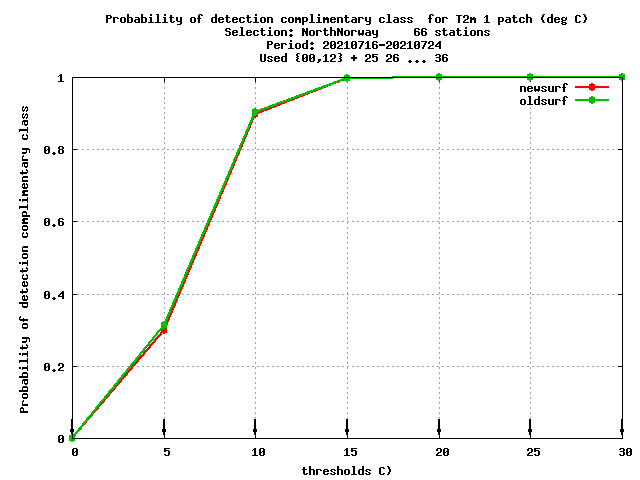 Probability of detection complimentary class  for T2m 1 patch (deg C)
Selection: NorthNorway     66 stations
Period: 20210716-20210724
Used {00,12} + 25 26 ... 36
newsurf
oldsurf
Probability of detection complimentary class
1
0.8
0.6
0.4
0.2
0
0 5 10 15 20 25 30
thresholds C)